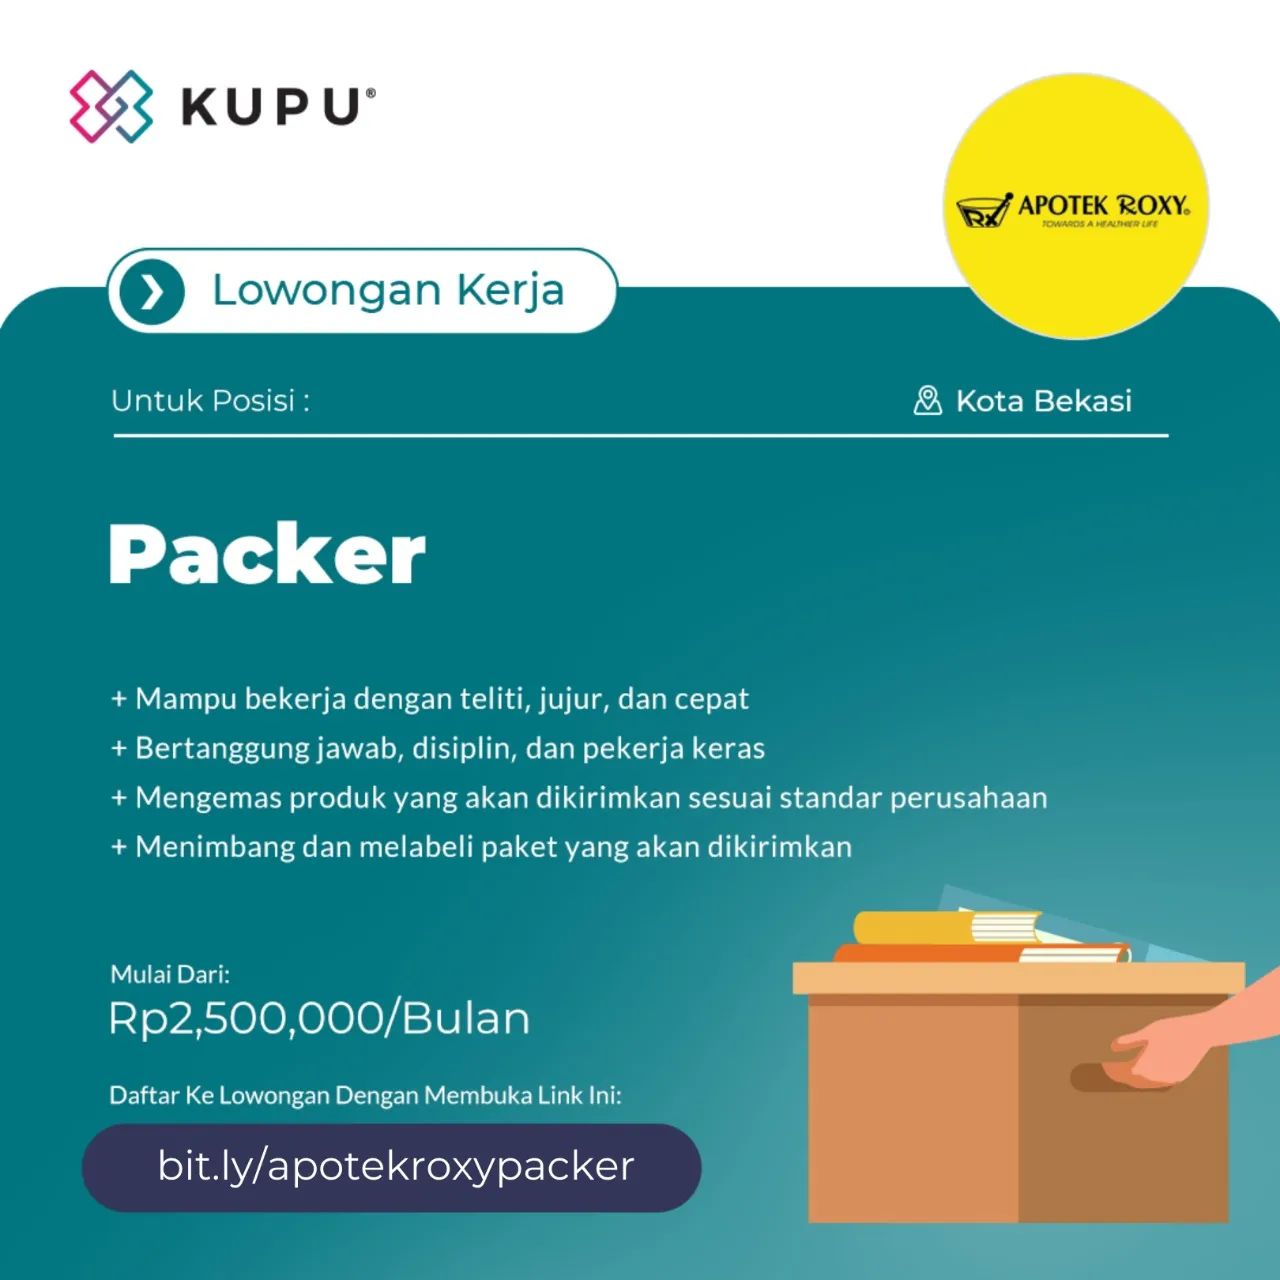 KUPU®
RX APOTEK ROXY®
TOWARDS A HEALTHIER LIFE
Lowongan Kerja
Untuk Posisi :
Kota Bekasi
Packer
+ Mampu bekerja dengan teliti, jujur, dan cepat
+ Bertanggung jawab, disiplin, dan pekerja keras
+ Mengemas produk yang akan dikirimkan sesuai standar perusahaan
+ Menimbang dan melabeli paket yang akan dikirimkan
Mulai Dari:
Rp2,500,000/Bulan
Daftar Ke Lowongan Dengan Membuka Link Ini:
bit.ly/apotekroxypacker